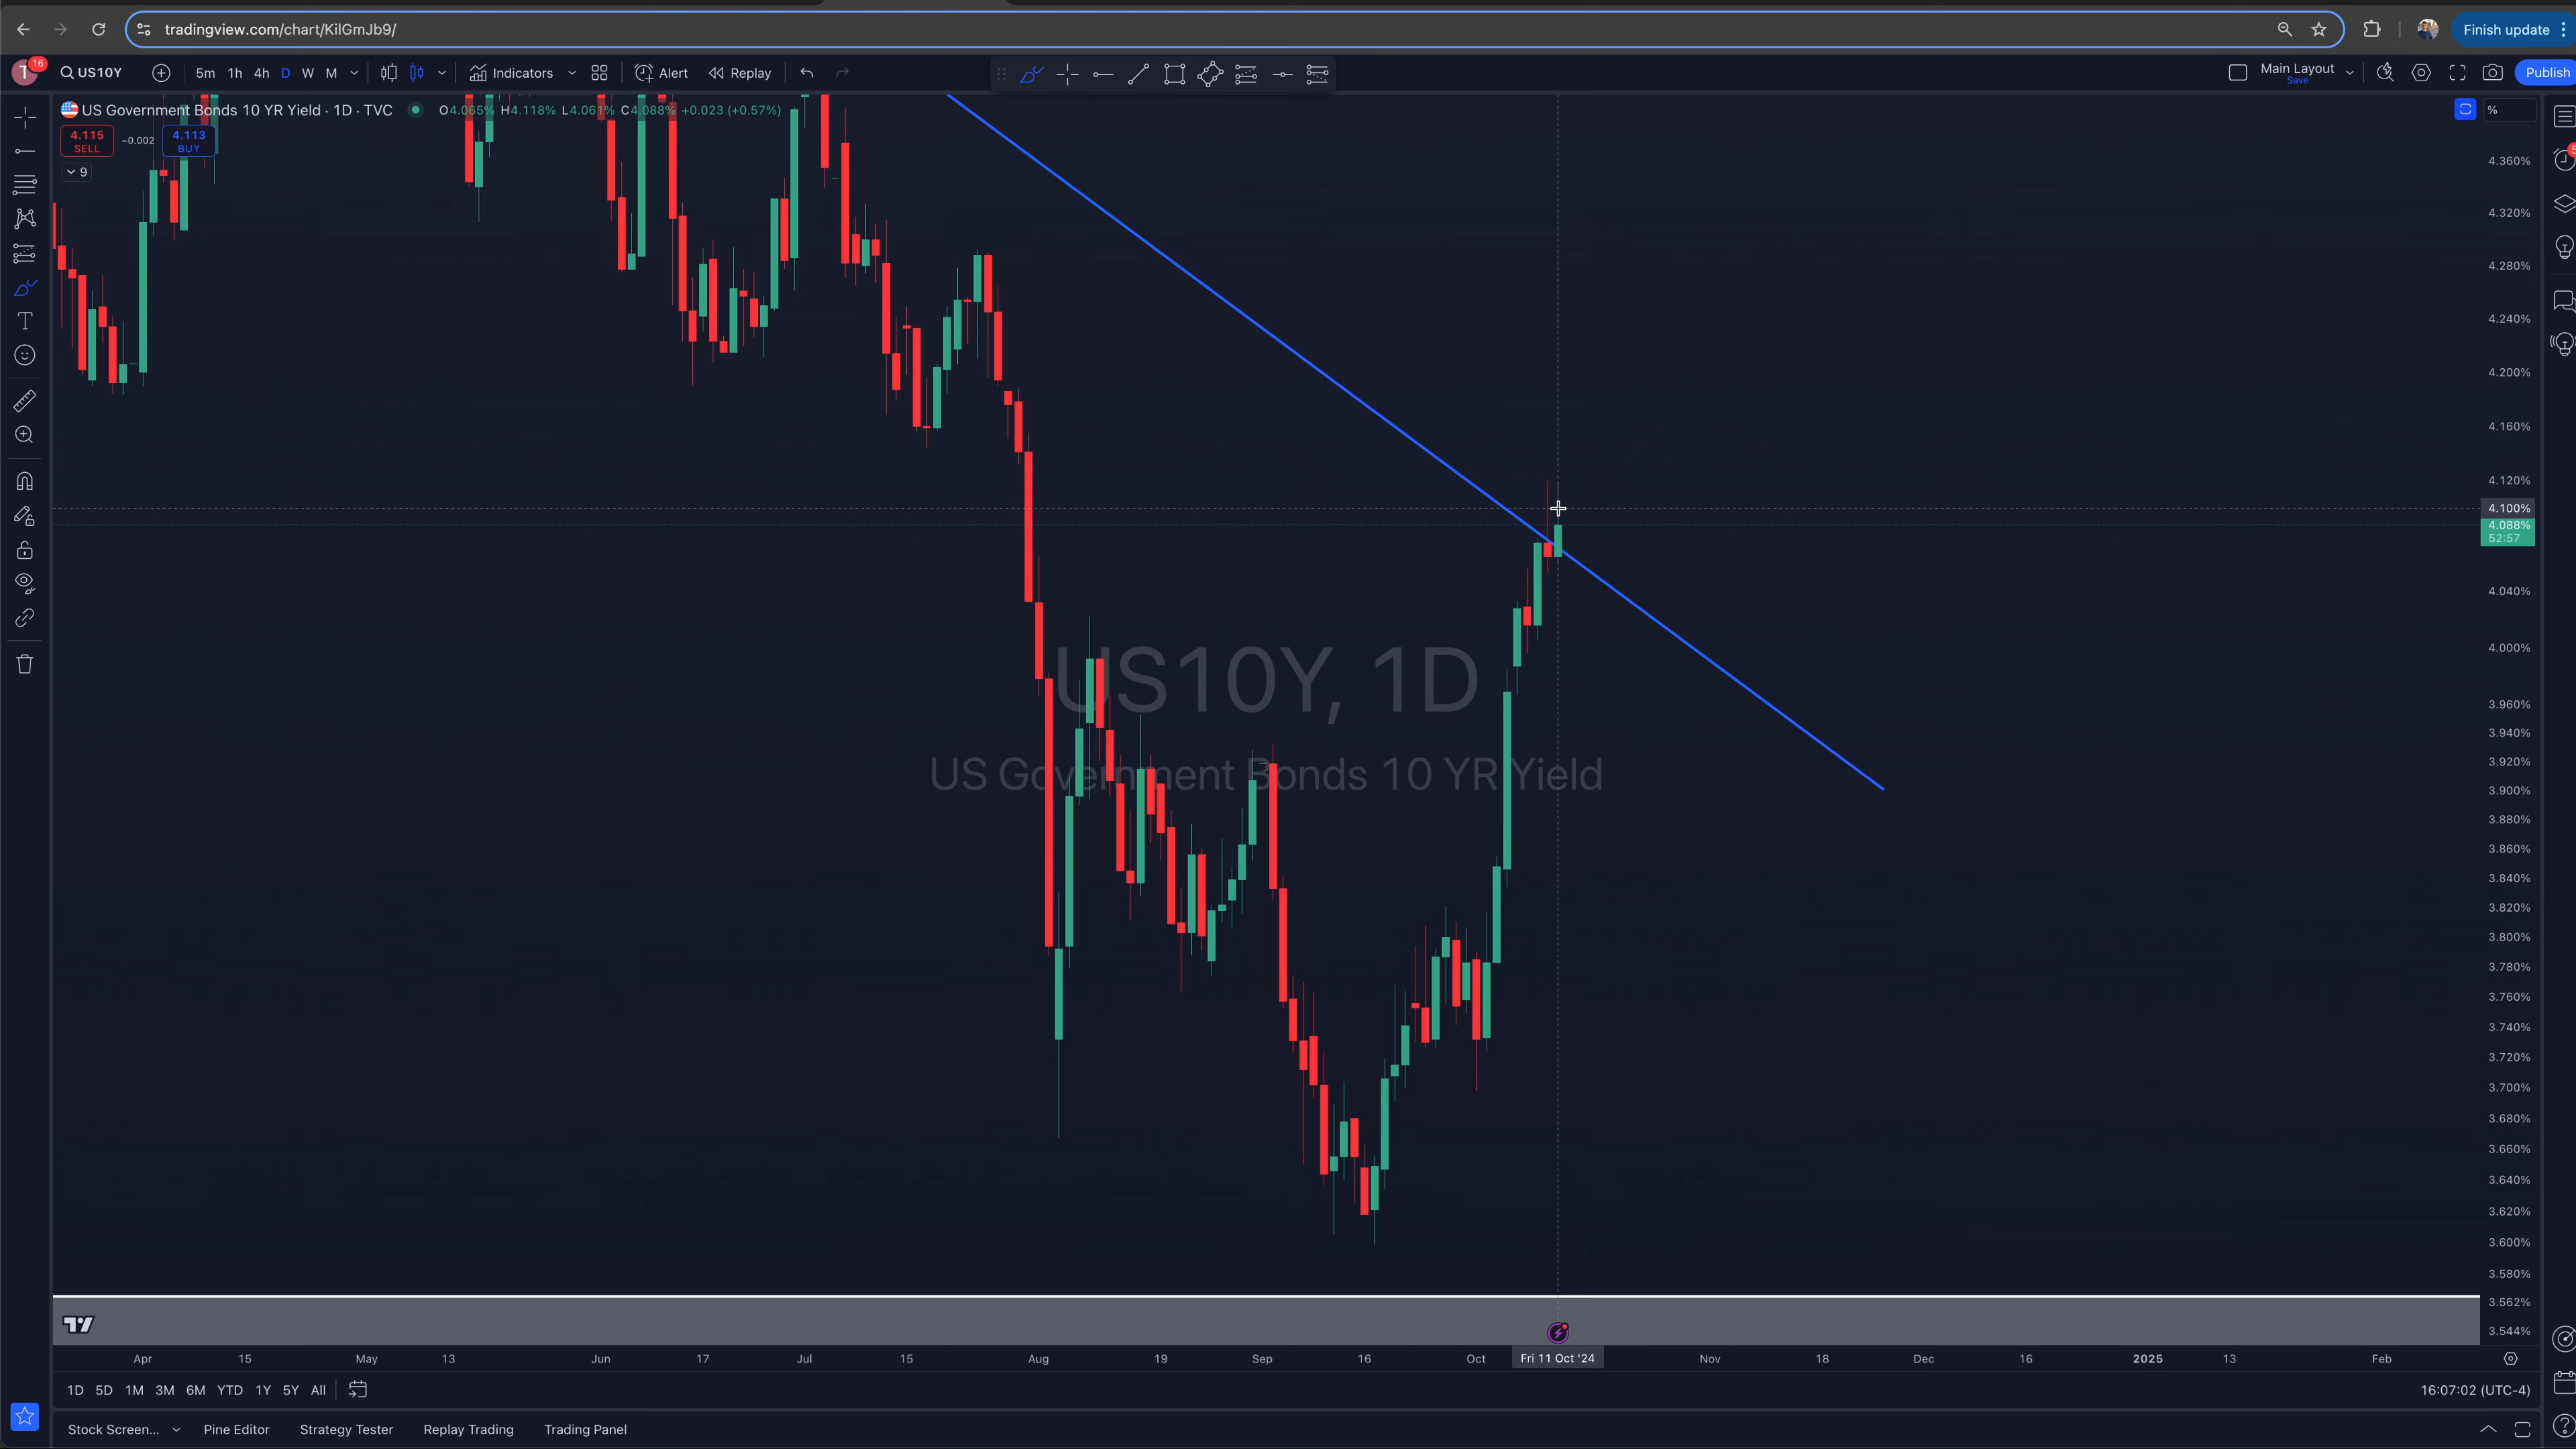 tradingview.com/chart/KilGmJb9/
Finish update
T 16
US10Y 5m 1h 4h D W M Indicators Alert Replay
Main Layout
Save
Publish
US Government Bonds 10 YR Yield · 1D · TVC O4.065% H4.118% L4.061% C4.088% +0.023 (+0.57%)
%
4.115 SELL
-0.002
4.113 BUY
9
4.360%
4.320%
4.280%
4.240%
4.200%
4.160%
4.120%
4.100%
4.088%
52:57
4.040%
4.000%
3.960%
3.940%
3.920%
3.900%
3.880%
3.860%
3.840%
3.820%
3.800%
3.780%
3.760%
3.740%
3.720%
3.700%
3.680%
3.660%
3.640%
3.620%
3.600%
3.580%
3.562%
3.544%
US10Y, 1D
US Government Bonds 10 YR Yield
Apr 15 May 13 Jun 17 Jul 15 Aug 19 Sep 16 Oct Fri 11 Oct '24 Nov 18 Dec 16 2025 13 Feb
1D 5D 1M 3M 6M YTD 1Y 5Y All
16:07:02 (UTC-4)
Stock Screen... Pine Editor Strategy Tester Replay Trading Trading Panel